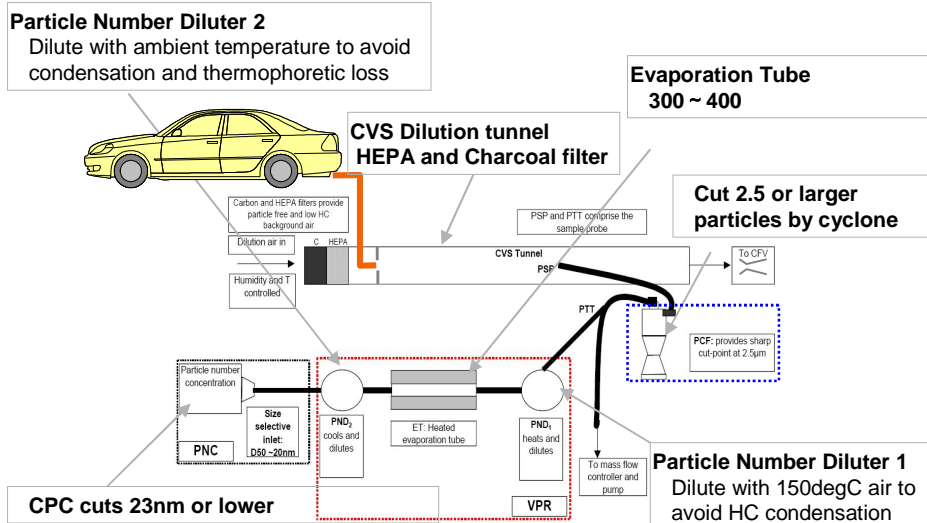 Particle Number Diluter 2
Dilute with ambient temperature to avoid
condensation and thermophoretic loss
Evaporation Tube
300 ~ 400
CVS Dilution tunnel
HEPA and Charcoal filter
Cut 2.5 or larger
particles by cyclone
Carbon and HEPA filters provide
particle free and low HC
background air
PSP and PTT comprise the
sample probe
Dilution air in
C HEPA
CVS Tunnel
To CFV
PSP
Humidity and T
controlled
PTT
PCF: provides sharp
cut-point at 2.5µm
Particle number
concentration
Size
selective
inlet:
D50 ~20nm
PNC
PND2
cools and
dilutes
ET: Heated
evaporation tube
PND1
heats and
dilutes
To mass flow
controller and
pump
VPR
CPC cuts 23nm or lower
Particle Number Diluter 1
Dilute with 150degC air to
avoid HC condensation